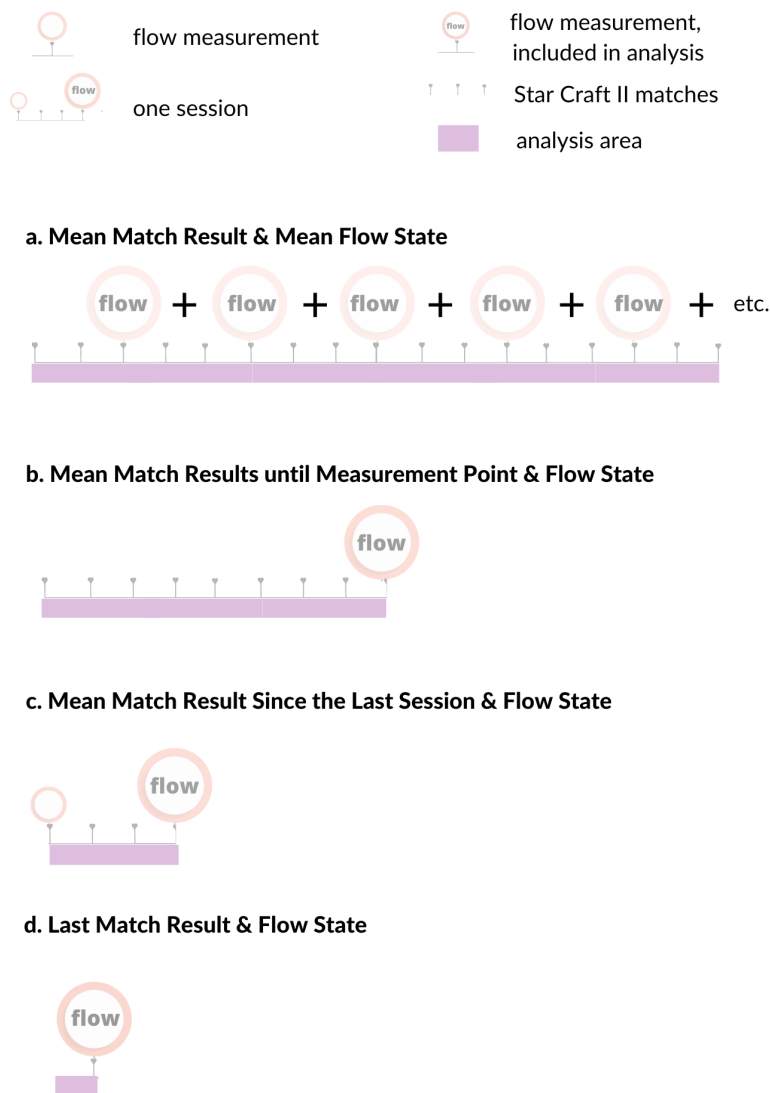 flow measurement
flow
flow measurement,
included in analysis
flow
one session
Star Craft II matches
analysis area
a. Mean Match Result & Mean Flow State
flow + flow + flow + flow + flow + etc.
b. Mean Match Results until Measurement Point & Flow State
flow
c. Mean Match Result Since the Last Session & Flow State
flow
d. Last Match Result & Flow State
flow